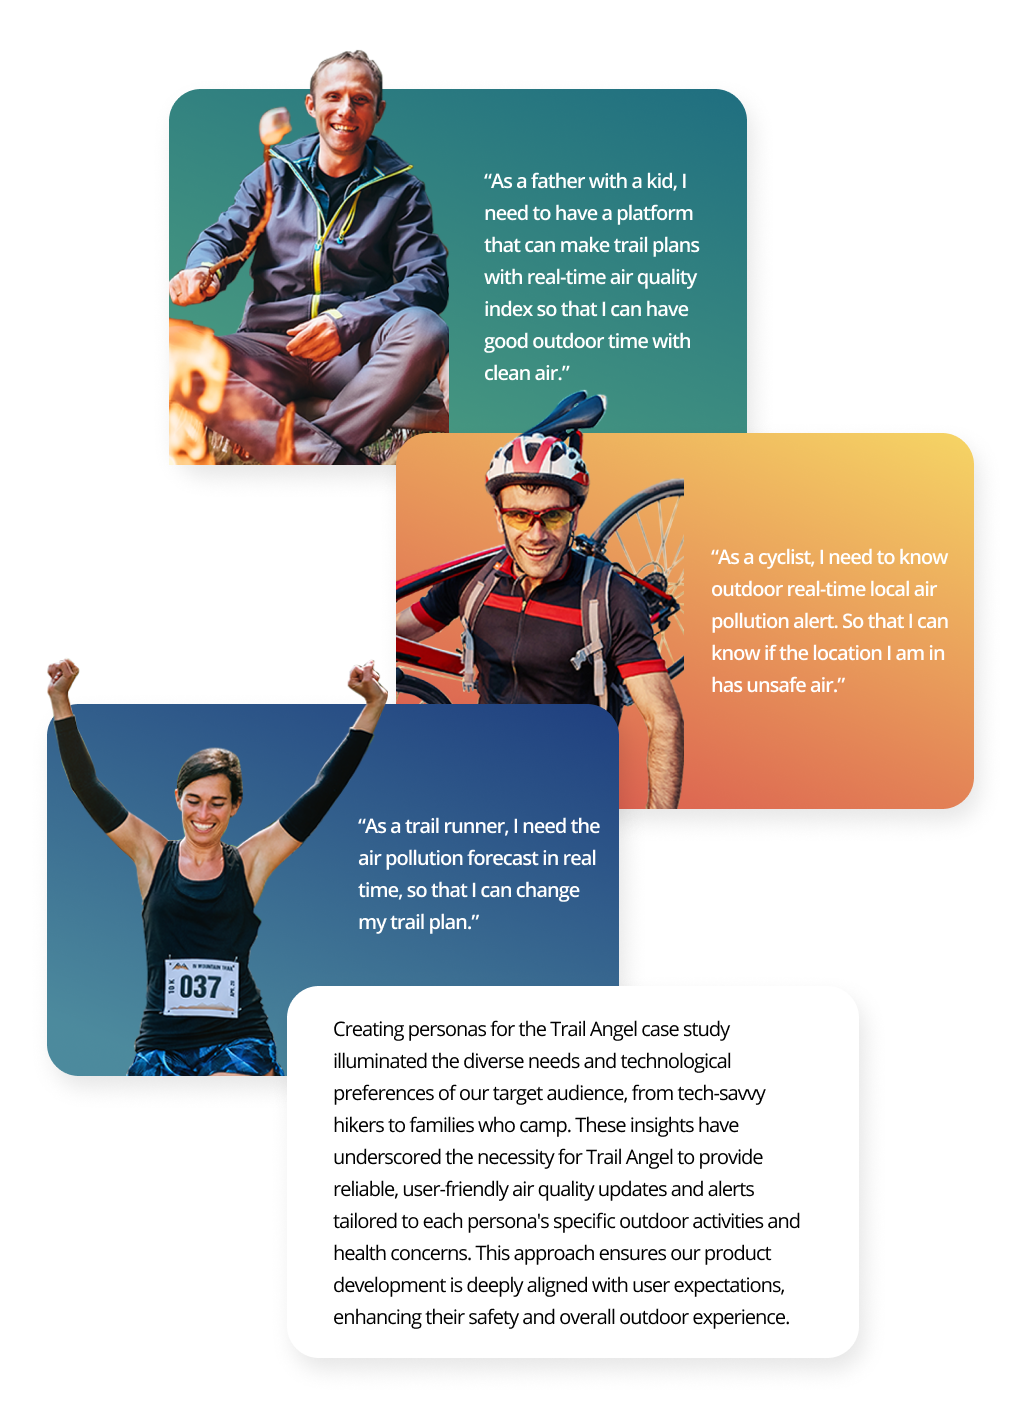 “As a father with a kid, I
need to have a platform
that can make trail plans
with real-time air quality
index so that I can have
good outdoor time with
clean air.”
“As a cyclist, I need to know
outdoor real-time local air
pollution alert. So that I can
know if the location I am in
has unsafe air.”
“As a trail runner, I need the
air pollution forecast in real
time, so that I can change
my trail plan.”
MOUNTAIN TRAIL
10 K
037
Creating personas for the Trail Angel case study
illuminated the diverse needs and technological
preferences of our target audience, from tech-savvy
hikers to families who camp. These insights have
underscored the necessity for Trail Angel to provide
reliable, user-friendly air quality updates and alerts
tailored to each persona's specific outdoor activities and
health concerns. This approach ensures our product
development is deeply aligned with user expectations,
enhancing their safety and overall outdoor experience.